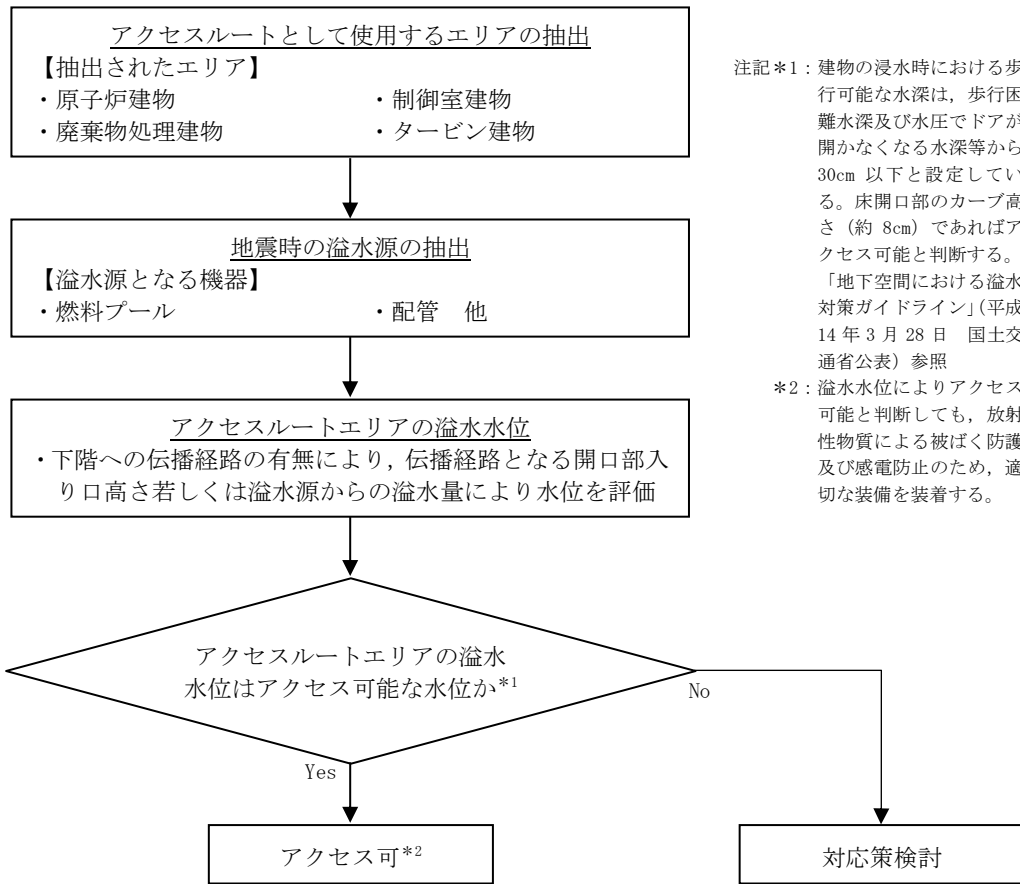 アクセスルートとして使用するエリアの抽出
【抽出されたエリア】
・原子炉建物　・制御室建物
・廃棄物処理建物　・タービン建物
地震時の溢水源の抽出
【溢水源となる機器】
・燃料プール　・配管　他
アクセスルートエリアの溢水水位
・下階への伝播経路の有無により，伝播経路となる開口部入
り口高さ若しくは溢水源からの溢水量により水位を評価
アクセスルートエリアの溢水
水位はアクセス可能な水位か*1
No
Yes
アクセス可*2
対応策検討
注記＊1：建物の浸水時における歩
行可能な水深は，歩行困
難水深及び水圧でドアが
開かなくなる水深等から
30cm 以下と設定してい
る。床開口部のカーブ高
さ（約 8cm）であればア
クセス可能と判断する。
「地下空間における溢水
対策ガイドライン」（平成
14 年 3 月 28 日　国土交
通省公表）参照
＊2：溢水水位によりアクセス
可能と判断しても，放射
性物質による被ばく防護
及び感電防止のため，適
切な装備を装着する。